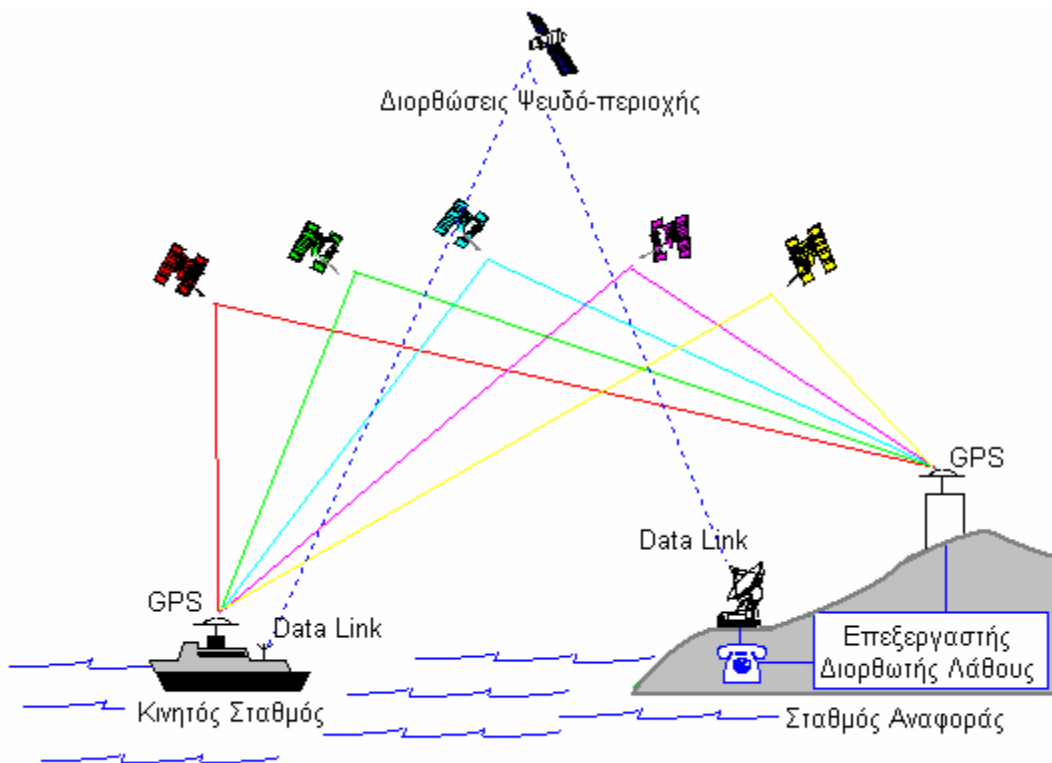 Διορθώσεις Ψευδό-περιοχής
GPS
Data Link
GPS
Data Link
Επεξεργαστής
Διορθωτής Λάθους
Κινητός Σταθμός
Σταθμός Αναφοράς